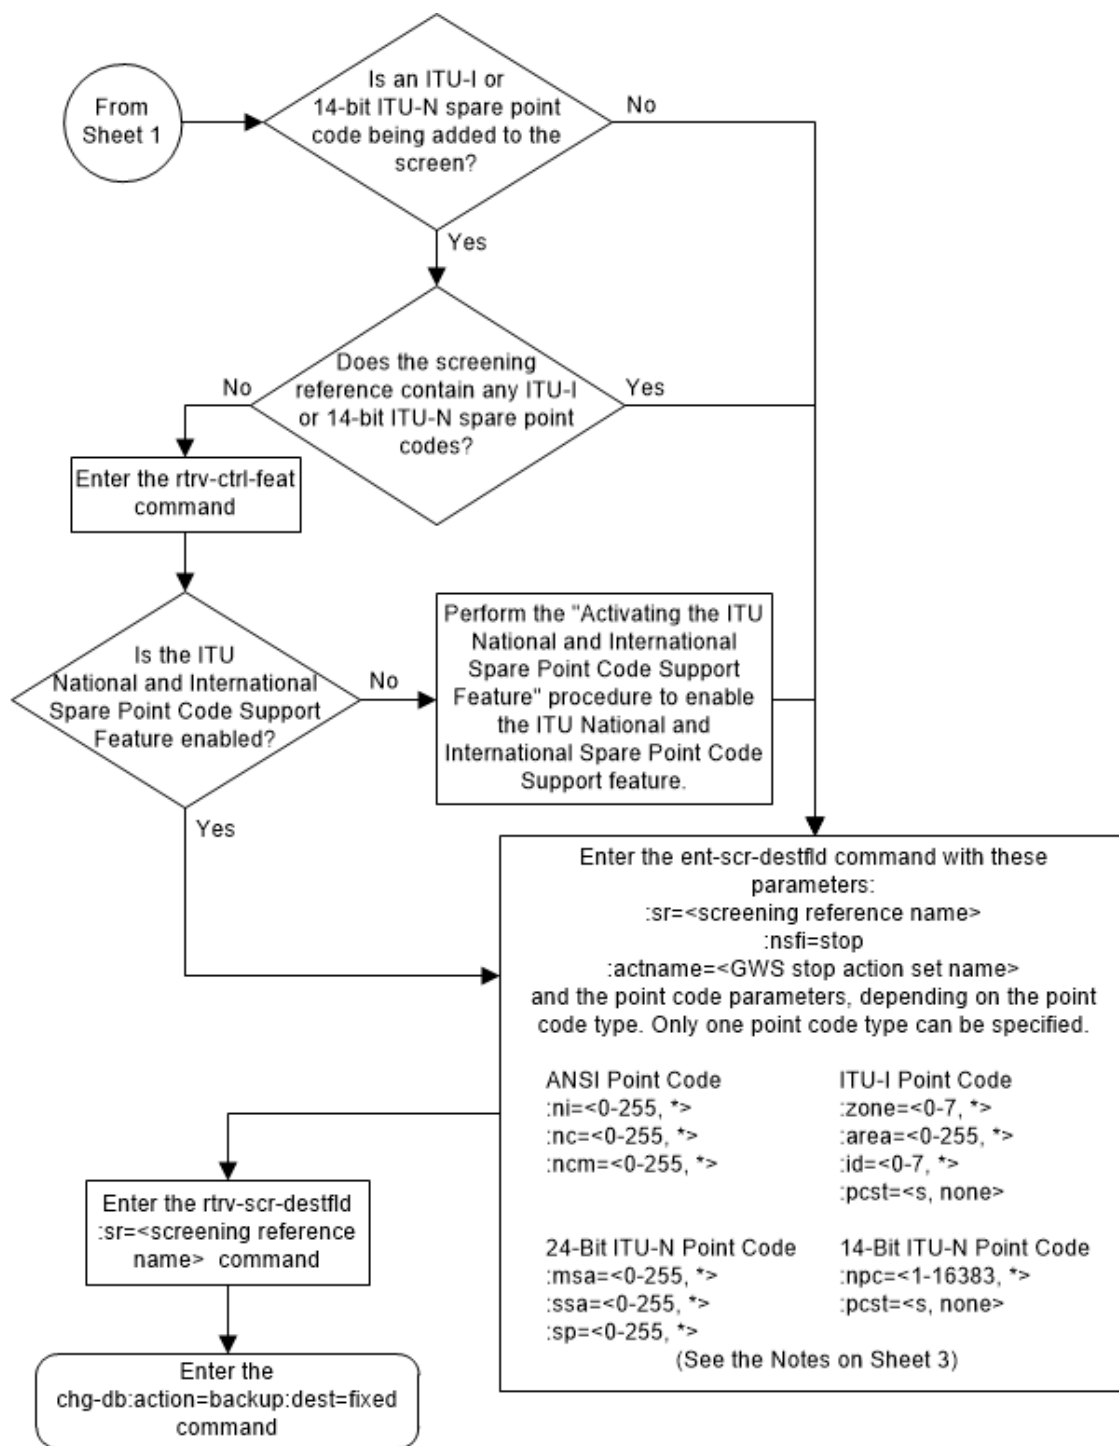 From
Sheet 1
Is an ITU-I or
14-bit ITU-N spare point
code being added to the
screen?
No
Yes
Does the screening
reference contain any ITU-I
or 14-bit ITU-N spare point
codes?
No
Yes
Enter the rtrv-ctrl-feat
command
Is the ITU
National and International
Spare Point Code Support
Feature enabled?
No
Yes
Perform the "Activating the ITU
National and International
Spare Point Code Support
Feature" procedure to enable
the ITU National and
International Spare Point Code
Support feature.
Enter the ent-scr-destfld command with these
parameters:
:sr=<screening reference name>
:nsfi=stop
:actname=<GWS stop action set name>
and the point code parameters, depending on the point
code type. Only one point code type can be specified.
ANSI Point Code
:ni=<0-255, *>
:nc=<0-255, *>
:ncm=<0-255, *>
ITU-I Point Code
:zone=<0-7, *>
:area=<0-255, *>
:id=<0-7, *>
:pcst=<s, none>
24-Bit ITU-N Point Code
:msa=<0-255, *>
:ssa=<0-255, *>
:sp=<0-255, *>
14-Bit ITU-N Point Code
:npc=<1-16383, *>
:pcst=<s, none>
(See the Notes on Sheet 3)
Enter the rtrv-scr-destfld
:sr=<screening reference
name> command
Enter the
chg-db:action=backup:dest=fixed
command